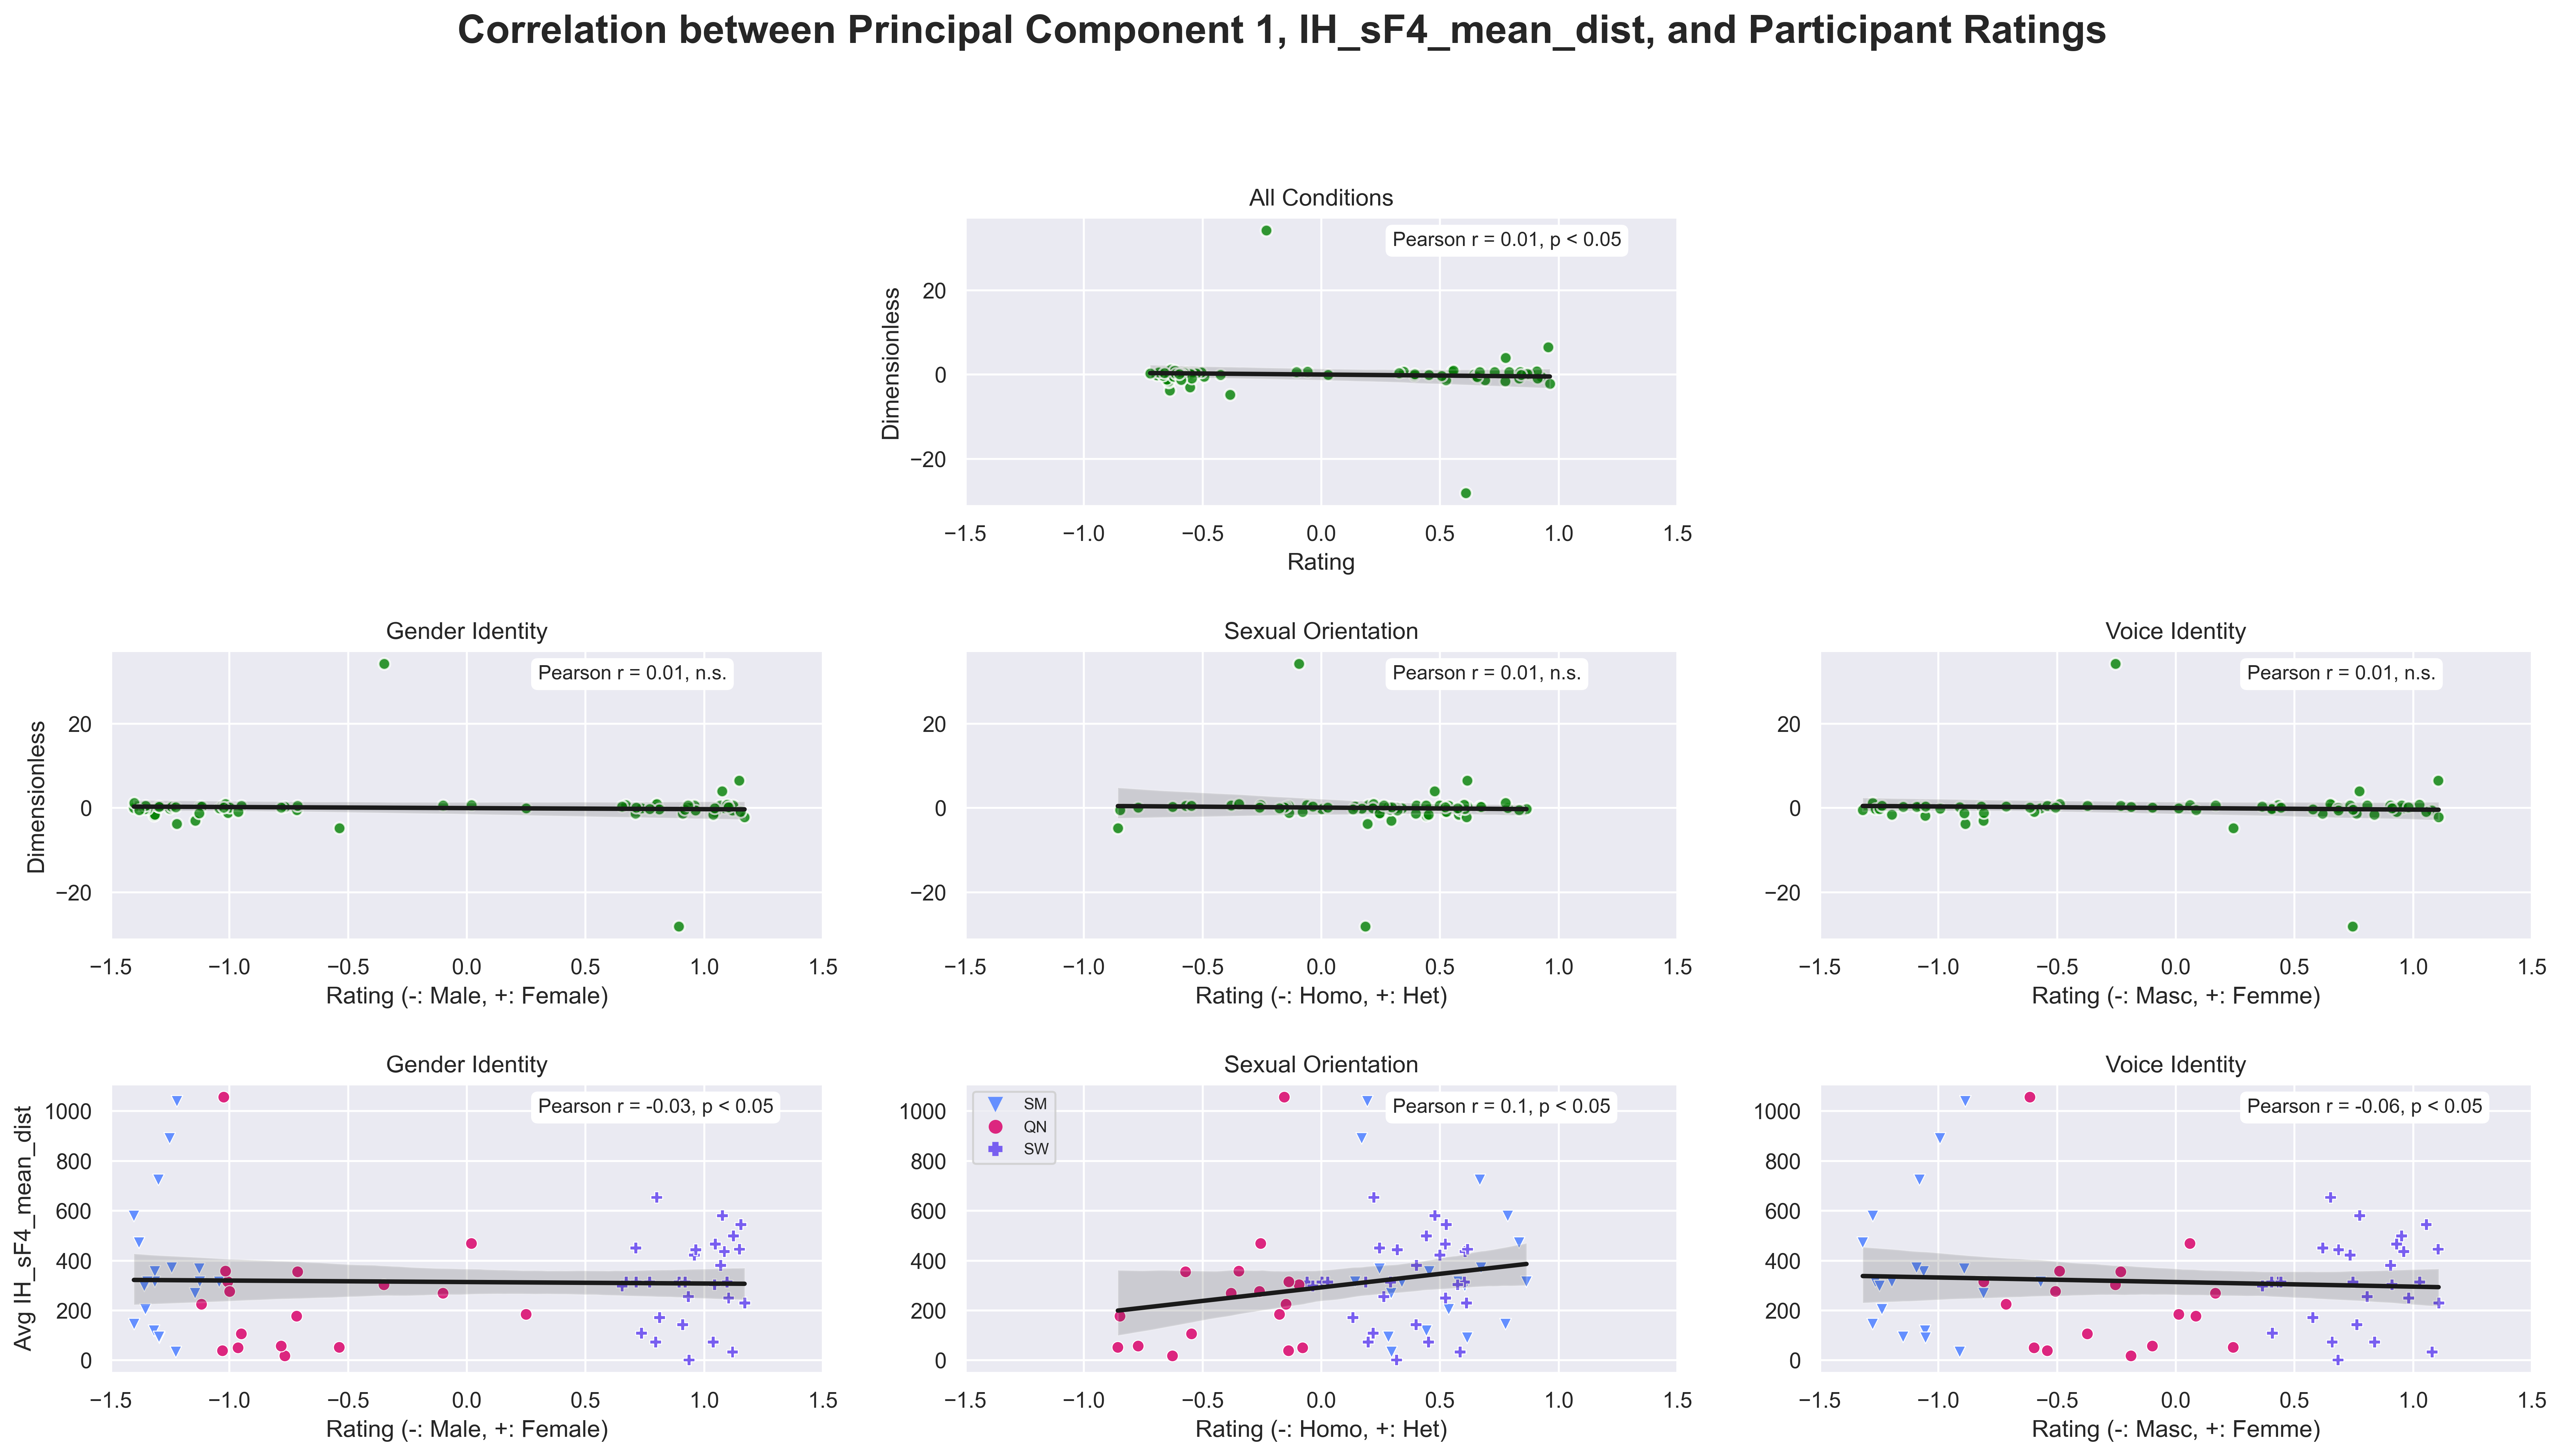 Correlation between Principal Component 1, IH_sF4_mean_dist, and Participant Ratings
All Conditions
Pearson r = 0.01, p < 0.05
Dimensionless
20
0
−20
−1.5 −1.0 −0.5 0.0 0.5 1.0 1.5
Rating
Gender Identity
Pearson r = 0.01, n.s.
Dimensionless
20
0
−20
−1.5 −1.0 −0.5 0.0 0.5 1.0 1.5
Rating (-: Male, +: Female)
Sexual Orientation
Pearson r = 0.01, n.s.
20
0
−20
−1.5 −1.0 −0.5 0.0 0.5 1.0 1.5
Rating (-: Homo, +: Het)
Voice Identity
Pearson r = 0.01, n.s.
20
0
−20
−1.5 −1.0 −0.5 0.0 0.5 1.0 1.5
Rating (-: Masc, +: Femme)
Gender Identity
Pearson r = -0.03, p < 0.05
Avg IH_sF4_mean_dist
1000
800
600
400
200
0
−1.5 −1.0 −0.5 0.0 0.5 1.0 1.5
Rating (-: Male, +: Female)
Sexual Orientation
SM
QN
SW
Pearson r = 0.1, p < 0.05
1000
800
600
400
200
0
−1.5 −1.0 −0.5 0.0 0.5 1.0 1.5
Rating (-: Homo, +: Het)
Voice Identity
Pearson r = -0.06, p < 0.05
1000
800
600
400
200
0
−1.5 −1.0 −0.5 0.0 0.5 1.0 1.5
Rating (-: Masc, +: Femme)